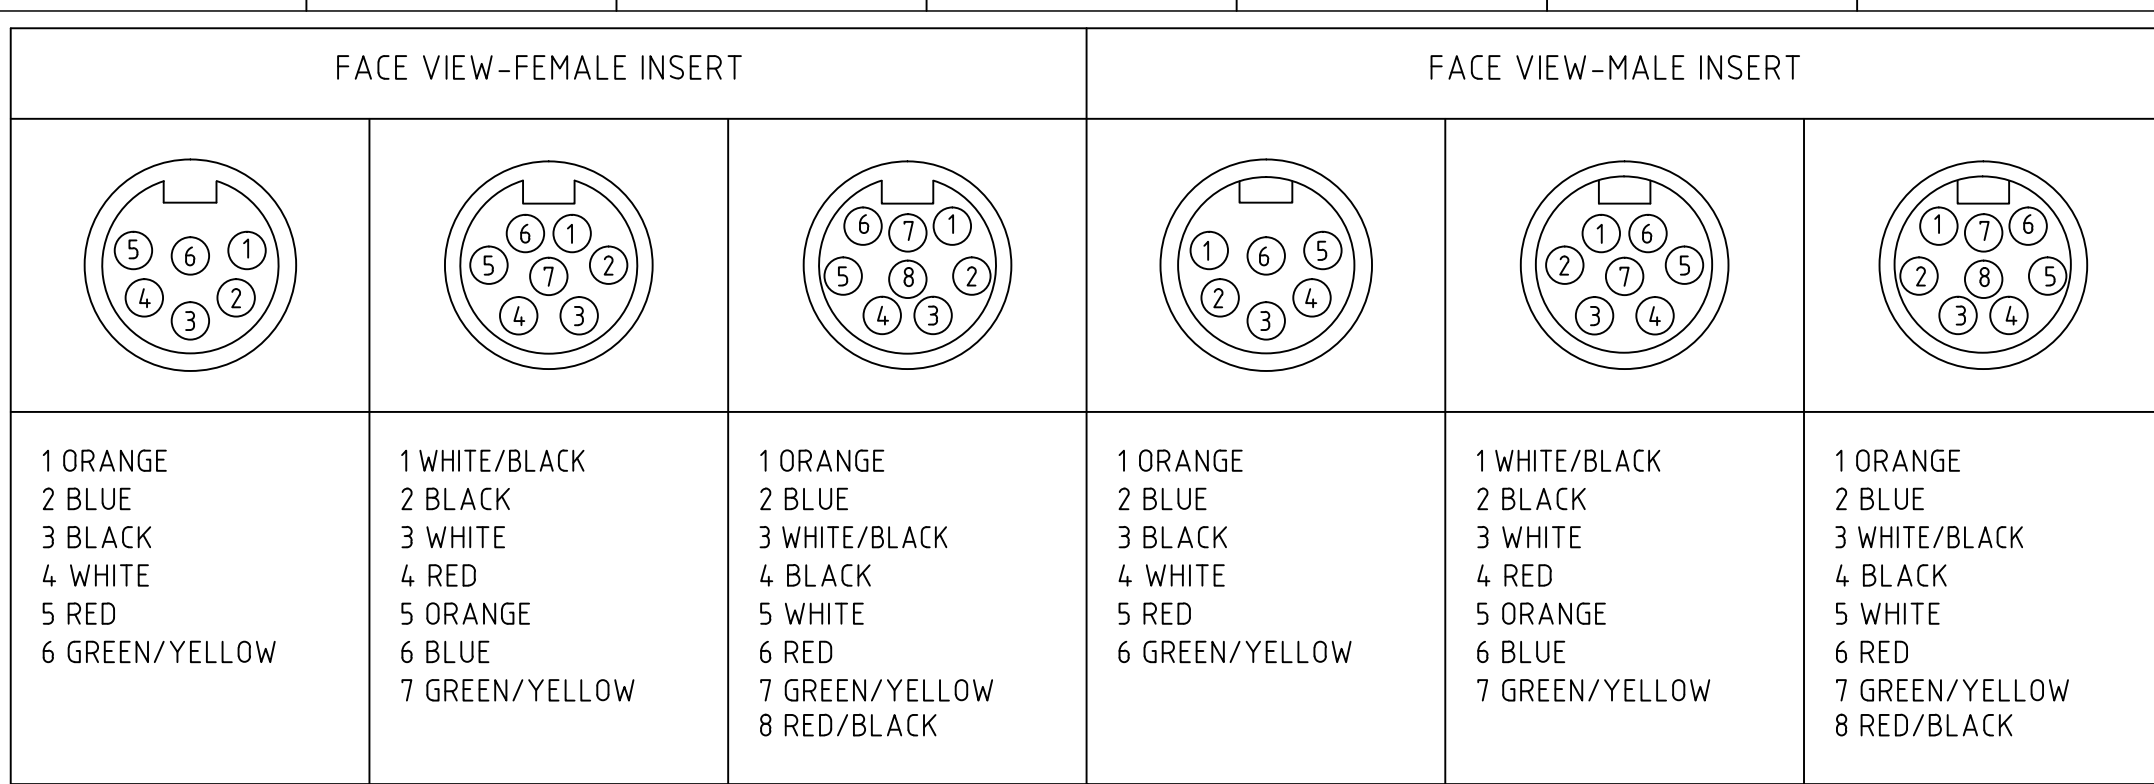 FACE VIEW-FEMALE INSERT
FACE VIEW-MALE INSERT
5 6 1
4 2
3
6 1
5 2
7
4 3
6 7 1
5 8 2
4 3
1 6 5
2 4
3
1 6
2 5
7
3 4
1 7 6
2 8 5
3 4
1 ORANGE
2 BLUE
3 BLACK
4 WHITE
5 RED
6 GREEN/YELLOW
1 WHITE/BLACK
2 BLACK
3 WHITE
4 RED
5 ORANGE
6 BLUE
7 GREEN/YELLOW
1 ORANGE
2 BLUE
3 WHITE/BLACK
4 BLACK
5 WHITE
6 RED
7 GREEN/YELLOW
8 RED/BLACK
1 ORANGE
2 BLUE
3 BLACK
4 WHITE
5 RED
6 GREEN/YELLOW
1 WHITE/BLACK
2 BLACK
3 WHITE
4 RED
5 ORANGE
6 BLUE
7 GREEN/YELLOW
1 ORANGE
2 BLUE
3 WHITE/BLACK
4 BLACK
5 WHITE
6 RED
7 GREEN/YELLOW
8 RED/BLACK